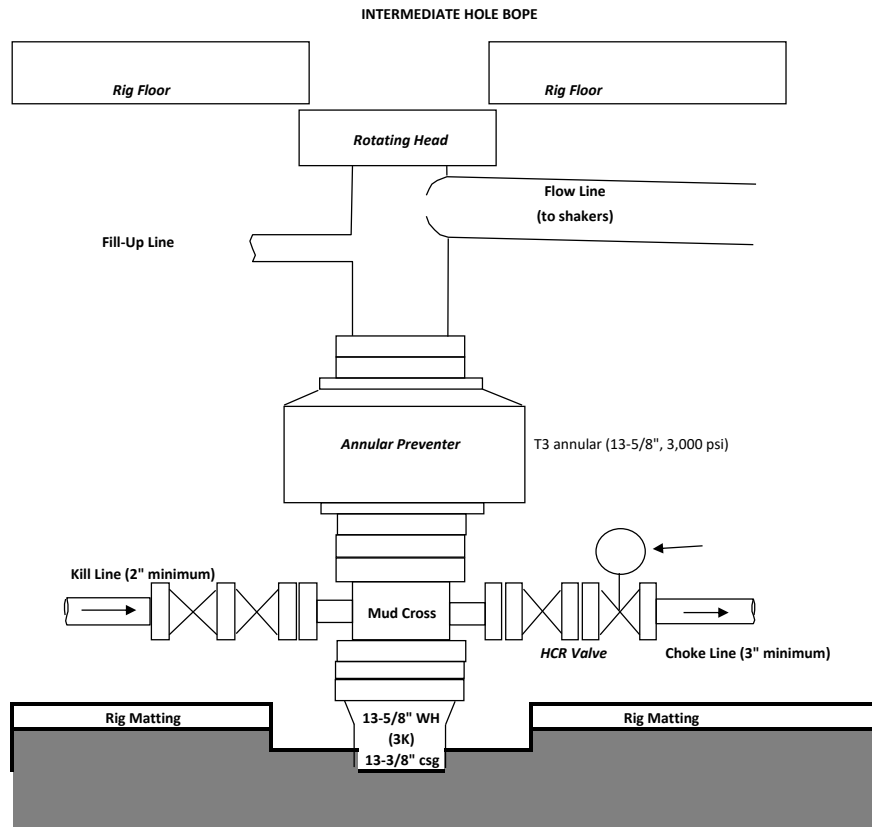 INTERMEDIATE HOLE BOPE
Rig Floor
Rig Floor
Rotating Head
Flow Line
(to shakers)
Fill-Up Line
Annular Preventer
T3 annular (13-5/8", 3,000 psi)
Kill Line (2" minimum)
Mud Cross
HCR Valve
Choke Line (3" minimum)
Rig Matting
13-5/8" WH
(3K)
13-3/8" csg
Rig Matting